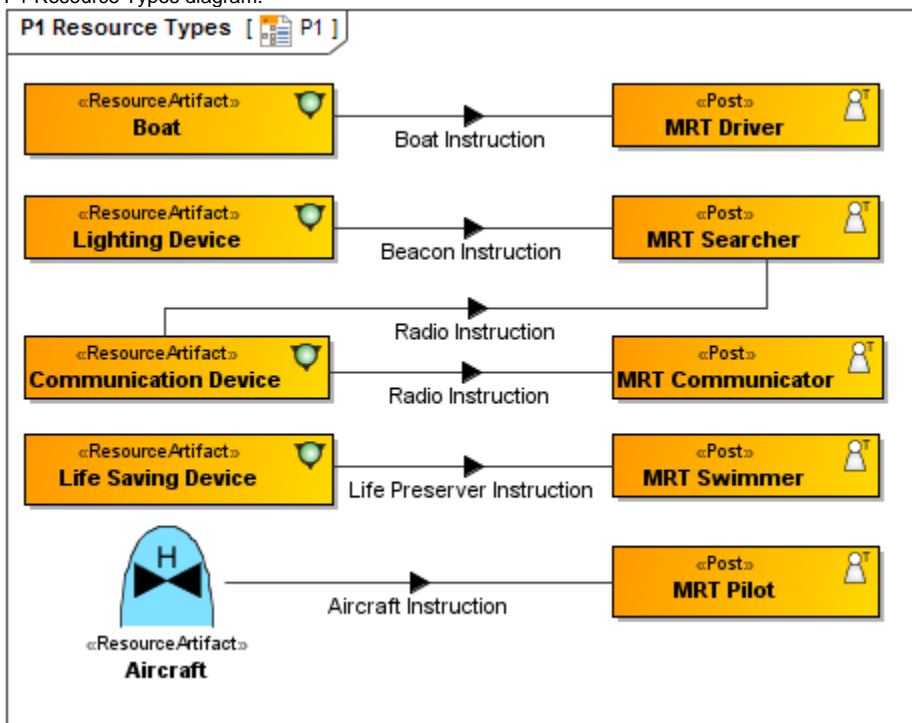 P1 Resource Types diagram.
P1 Resource Types [ P1 ]
«ResourceArtifact»
Boat
Boat Instruction
«Post»
MRT Driver
T
«ResourceArtifact»
Lighting Device
Beacon Instruction
«Post»
MRT Searcher
T
Radio Instruction
«ResourceArtifact»
Communication Device
Radio Instruction
«Post»
MRT Communicator
T
«ResourceArtifact»
Life Saving Device
Life Preserver Instruction
«Post»
MRT Swimmer
T
H
«ResourceArtifact»
Aircraft
Aircraft Instruction
«Post»
MRT Pilot
T